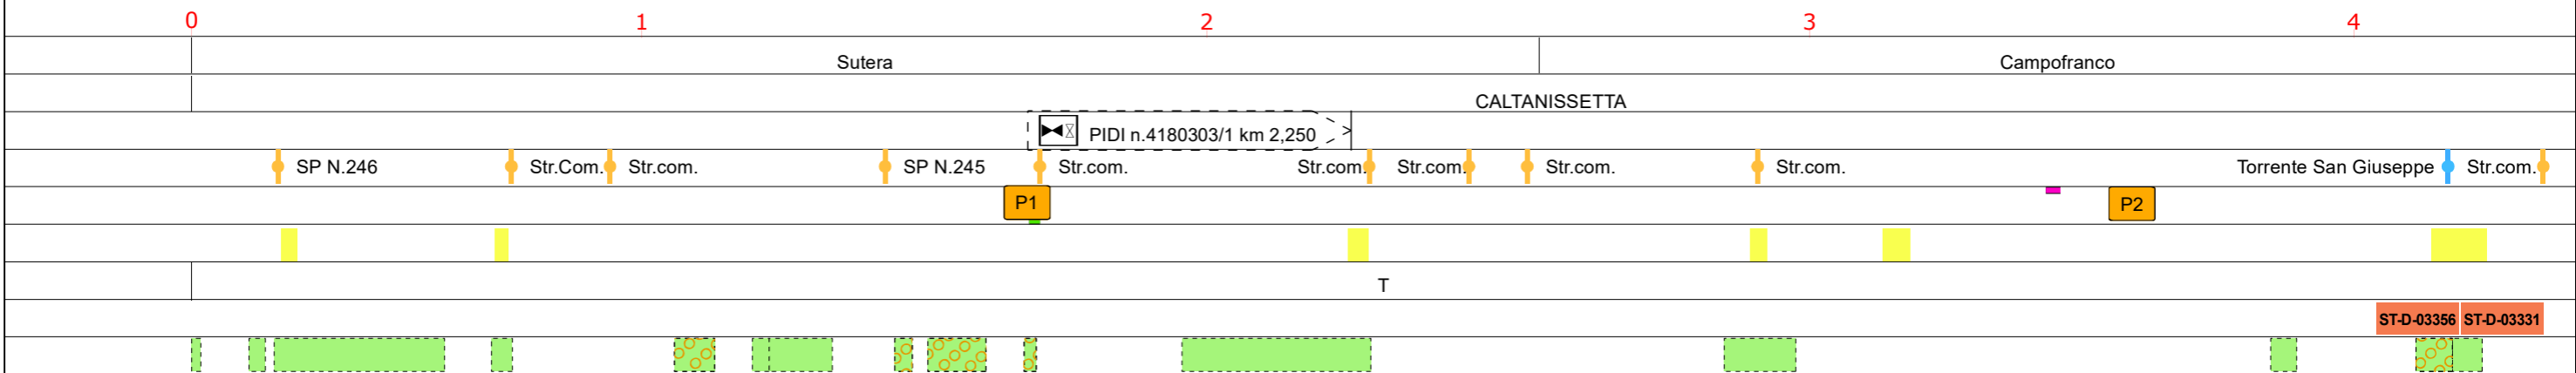 0 1 2 3 4
Sutera Campofranco
CALTANISSETTA
PIDI n.4180303/1 km 2,250
SP N.246 Str.Com. Str.com. SP N.245 Str.com. Str.com. Str.com. Str.com. Str.com. Torrente San Giuseppe Str.com.
P1 P2
T
ST-D-03356 ST-D-03331